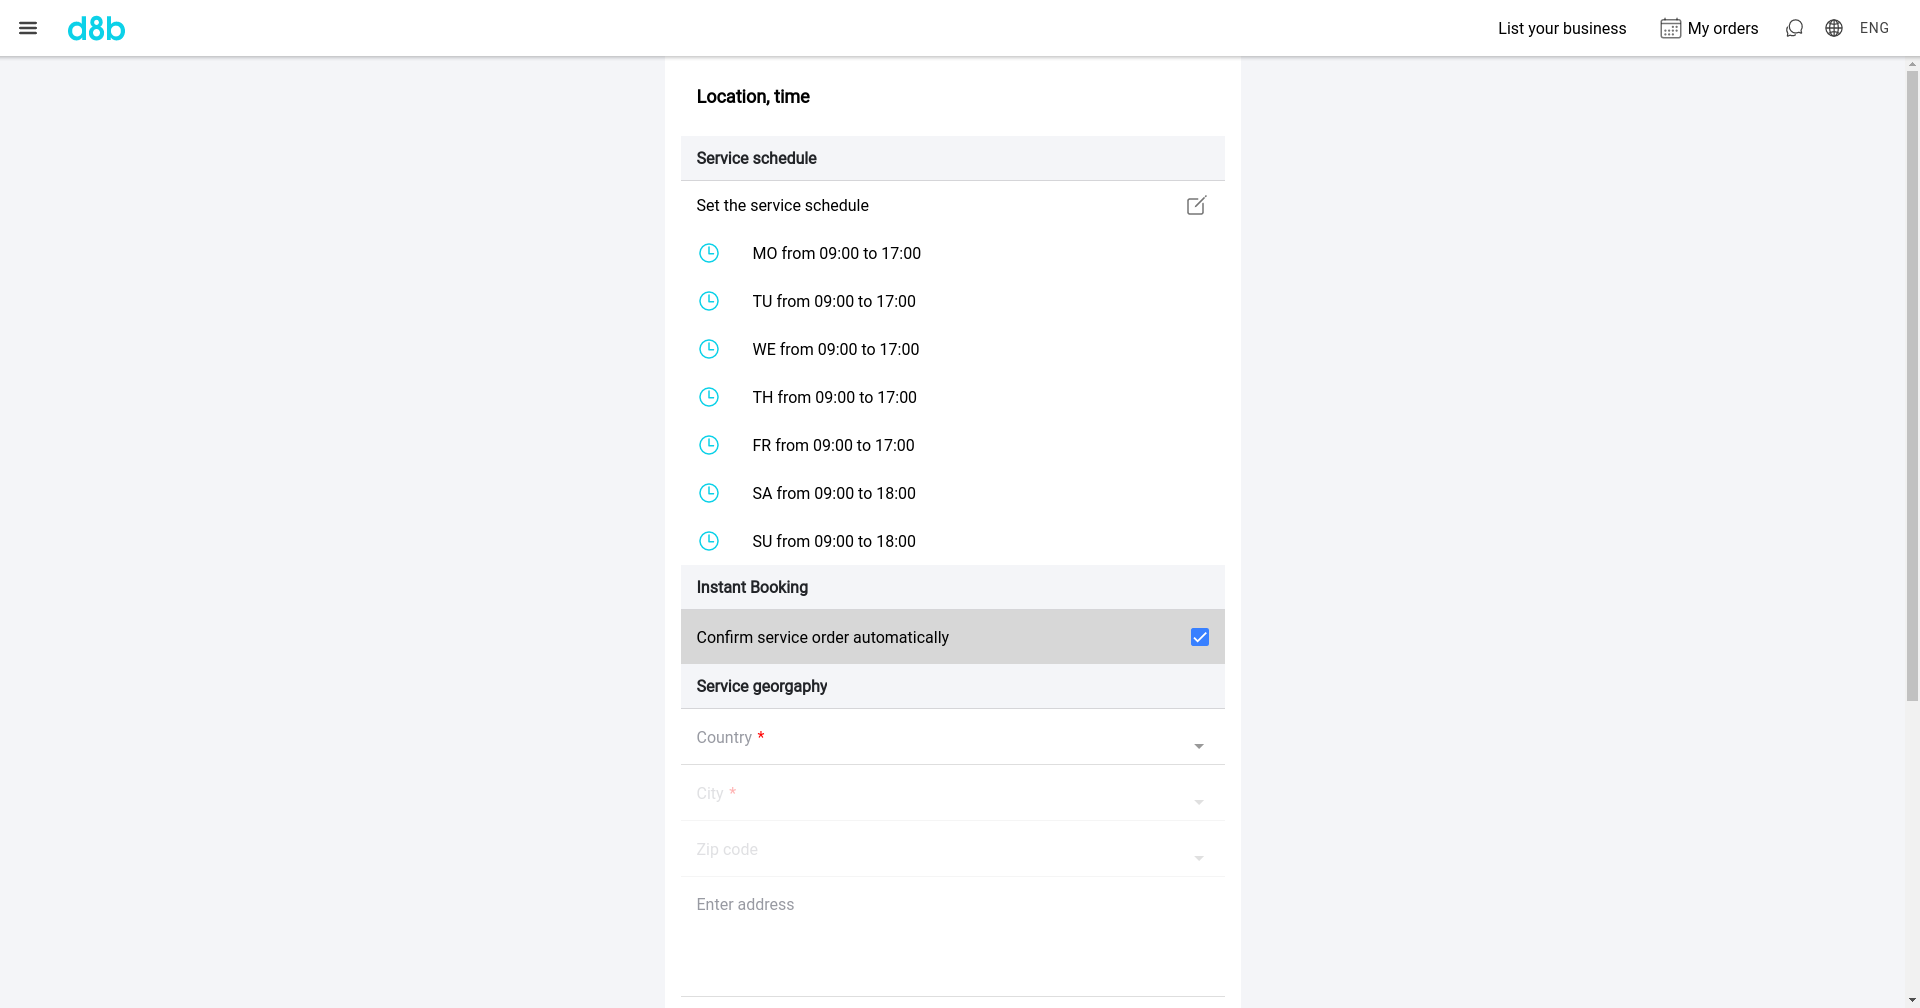 d8b
List your business
My orders
ENG
Location, time
Service schedule
Set the service schedule
MO from 09:00 to 17:00
TU from 09:00 to 17:00
WE from 09:00 to 17:00
TH from 09:00 to 17:00
FR from 09:00 to 17:00
SA from 09:00 to 18:00
SU from 09:00 to 18:00
Instant Booking
Confirm service order automatically
Service georgaphy
Country *
City *
Zip code
Enter address